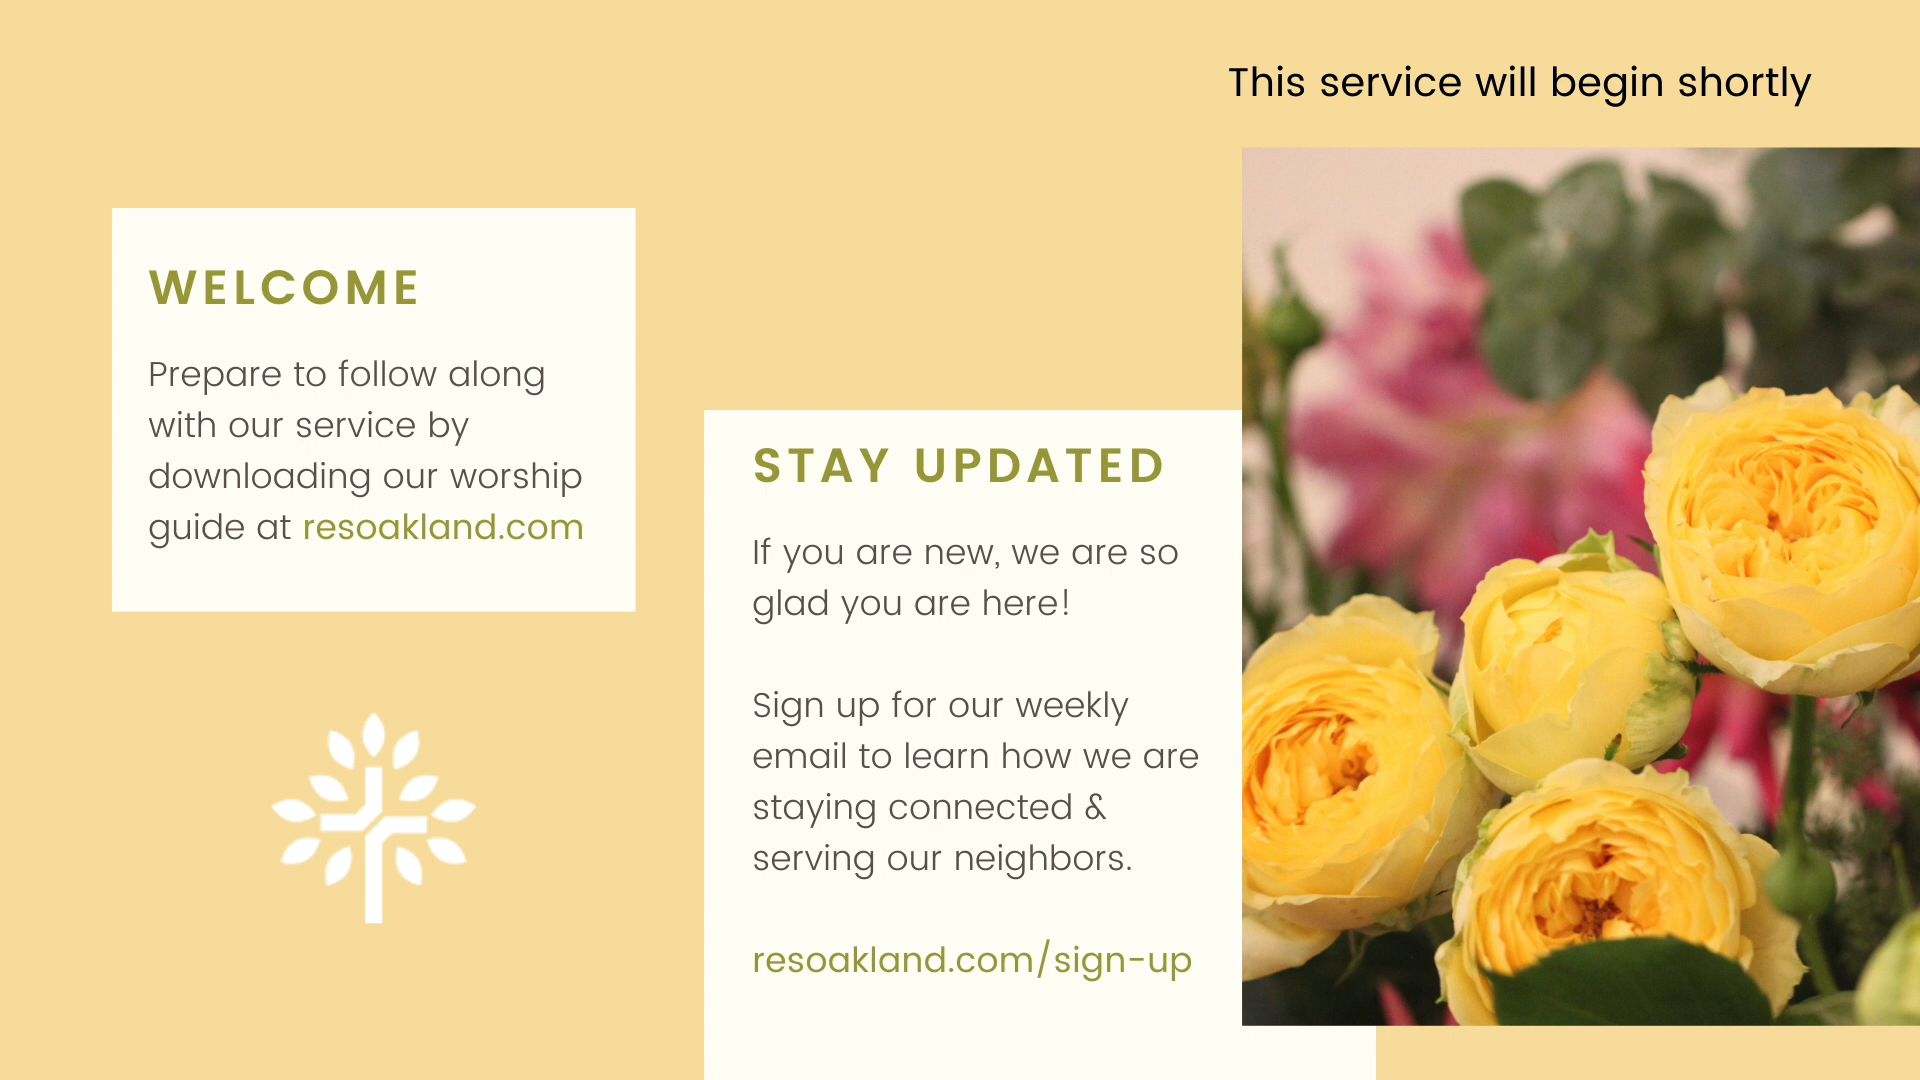 This service will begin shortly
WELCOME
Prepare to follow along
with our service by
downloading our worship
guide at resoakland.com
STAY UPDATED
If you are new, we are so
glad you are here!
Sign up for our weekly
email to learn how we are
staying connected &
serving our neighbors.
resoakland.com/sign-up